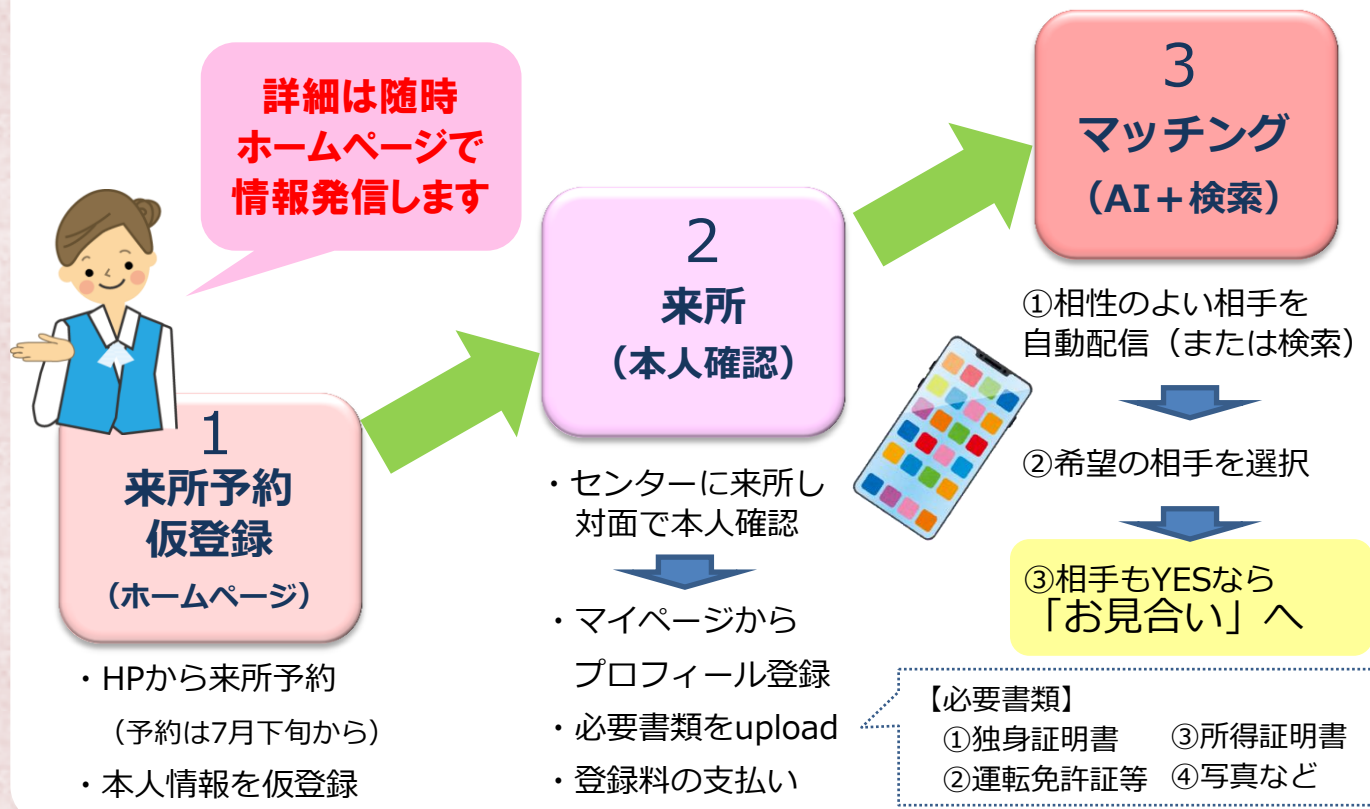 詳細は随時
ホームページで
情報発信します
1
来所予約
仮登録
（ホームページ）
・HPから来所予約
（予約は7月下旬から）
・本人情報を仮登録
2
来所
（本人確認）
・センターに来所し
対面で本人確認
・マイページから
プロフィール登録
・必要書類をupload
・登録料の支払い
3
マッチング
（AI＋検索）
①相性のよい相手を
自動配信（または検索）
②希望の相手を選択
③相手もYESなら
「お見合い」へ
【必要書類】
①独身証明書 ③所得証明書
②運転免許証等 ④写真など